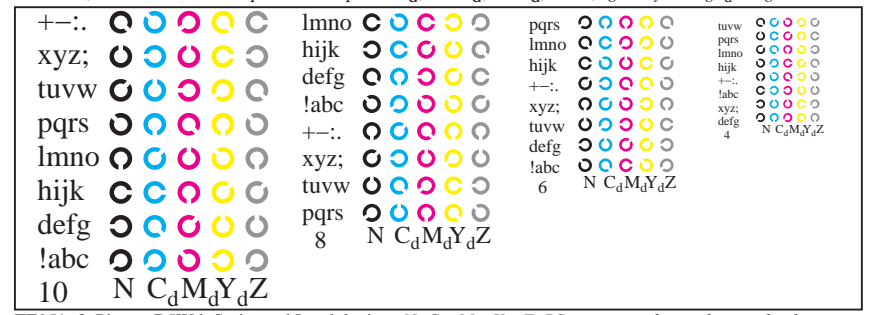 +−:.
xyz;
tuvw
pqrs
lmno
hijk
defg
!abc
10 N CdMdYdZ
lmno
hijk
defg
!abc
+−:.
xyz;
tuvw
pqrs
8 N CdMdYdZ
pqrs
lmno
hijk
+−:.
xyz;
tuvw
defg
!abc
6 N CdMdYdZ
tuvw
pqrs
lmno
hijk
+−:.
!abc
xyz;
defg
4 N CdMdYdZ